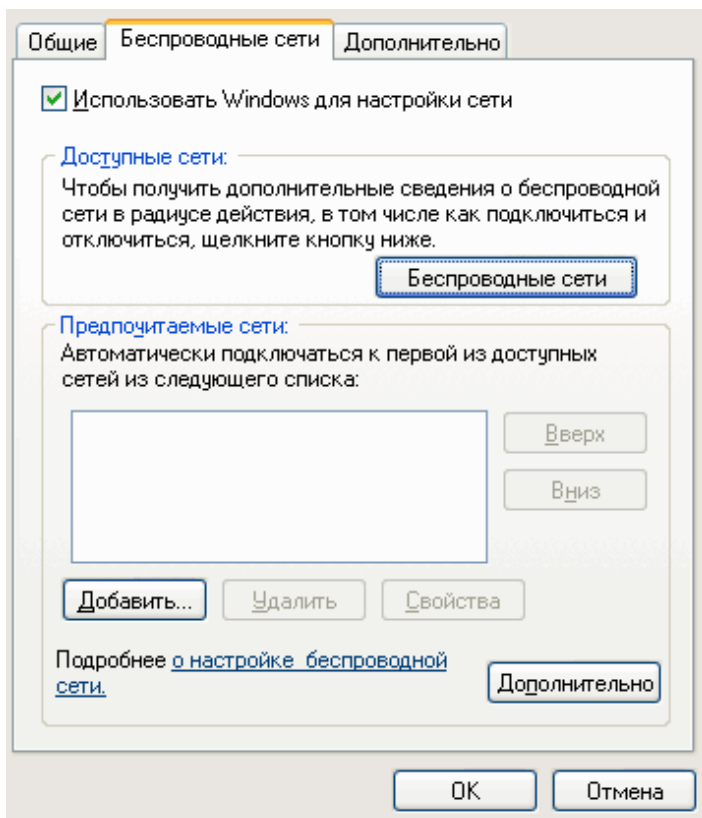 Общие Беспроводные сети Дополнительно
Использовать Windows для настройки сети
Доступные сети:
Чтобы получить дополнительные сведения о беспроводной
сети в радиусе действия, в том числе как подключиться и
отключиться, щелкните кнопку ниже.
Беспроводные сети
Предпочитаемые сети:
Автоматически подключаться к первой из доступных
сетей из следующего списка:
Вверх
Вниз
Добавить... Удалить Свойства
Подробнее о настройке беспроводной
сети.
Дополнительно
ОК Отмена